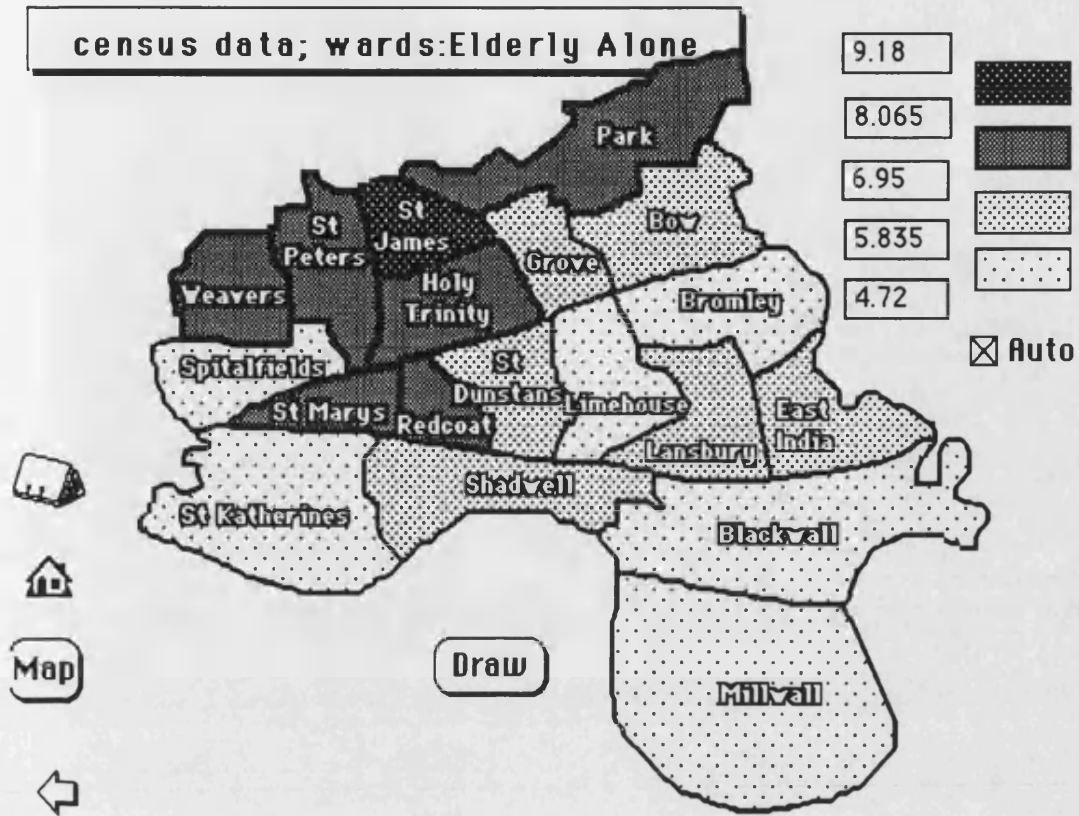 census data; wards:Elderly Alone
9.18
8.065
6.95
5.835
4.72
Auto
Park
St
James
St
Peters
Bow
Grove
Holy
Trinity
Weavers
Bromley
Spitalfields
St
Dunstans
Limehouse
St Marys
Redcoat
East
India
Lansbury
Shadwell
St Katherines
Blackwall
Map
Draw
Millwall